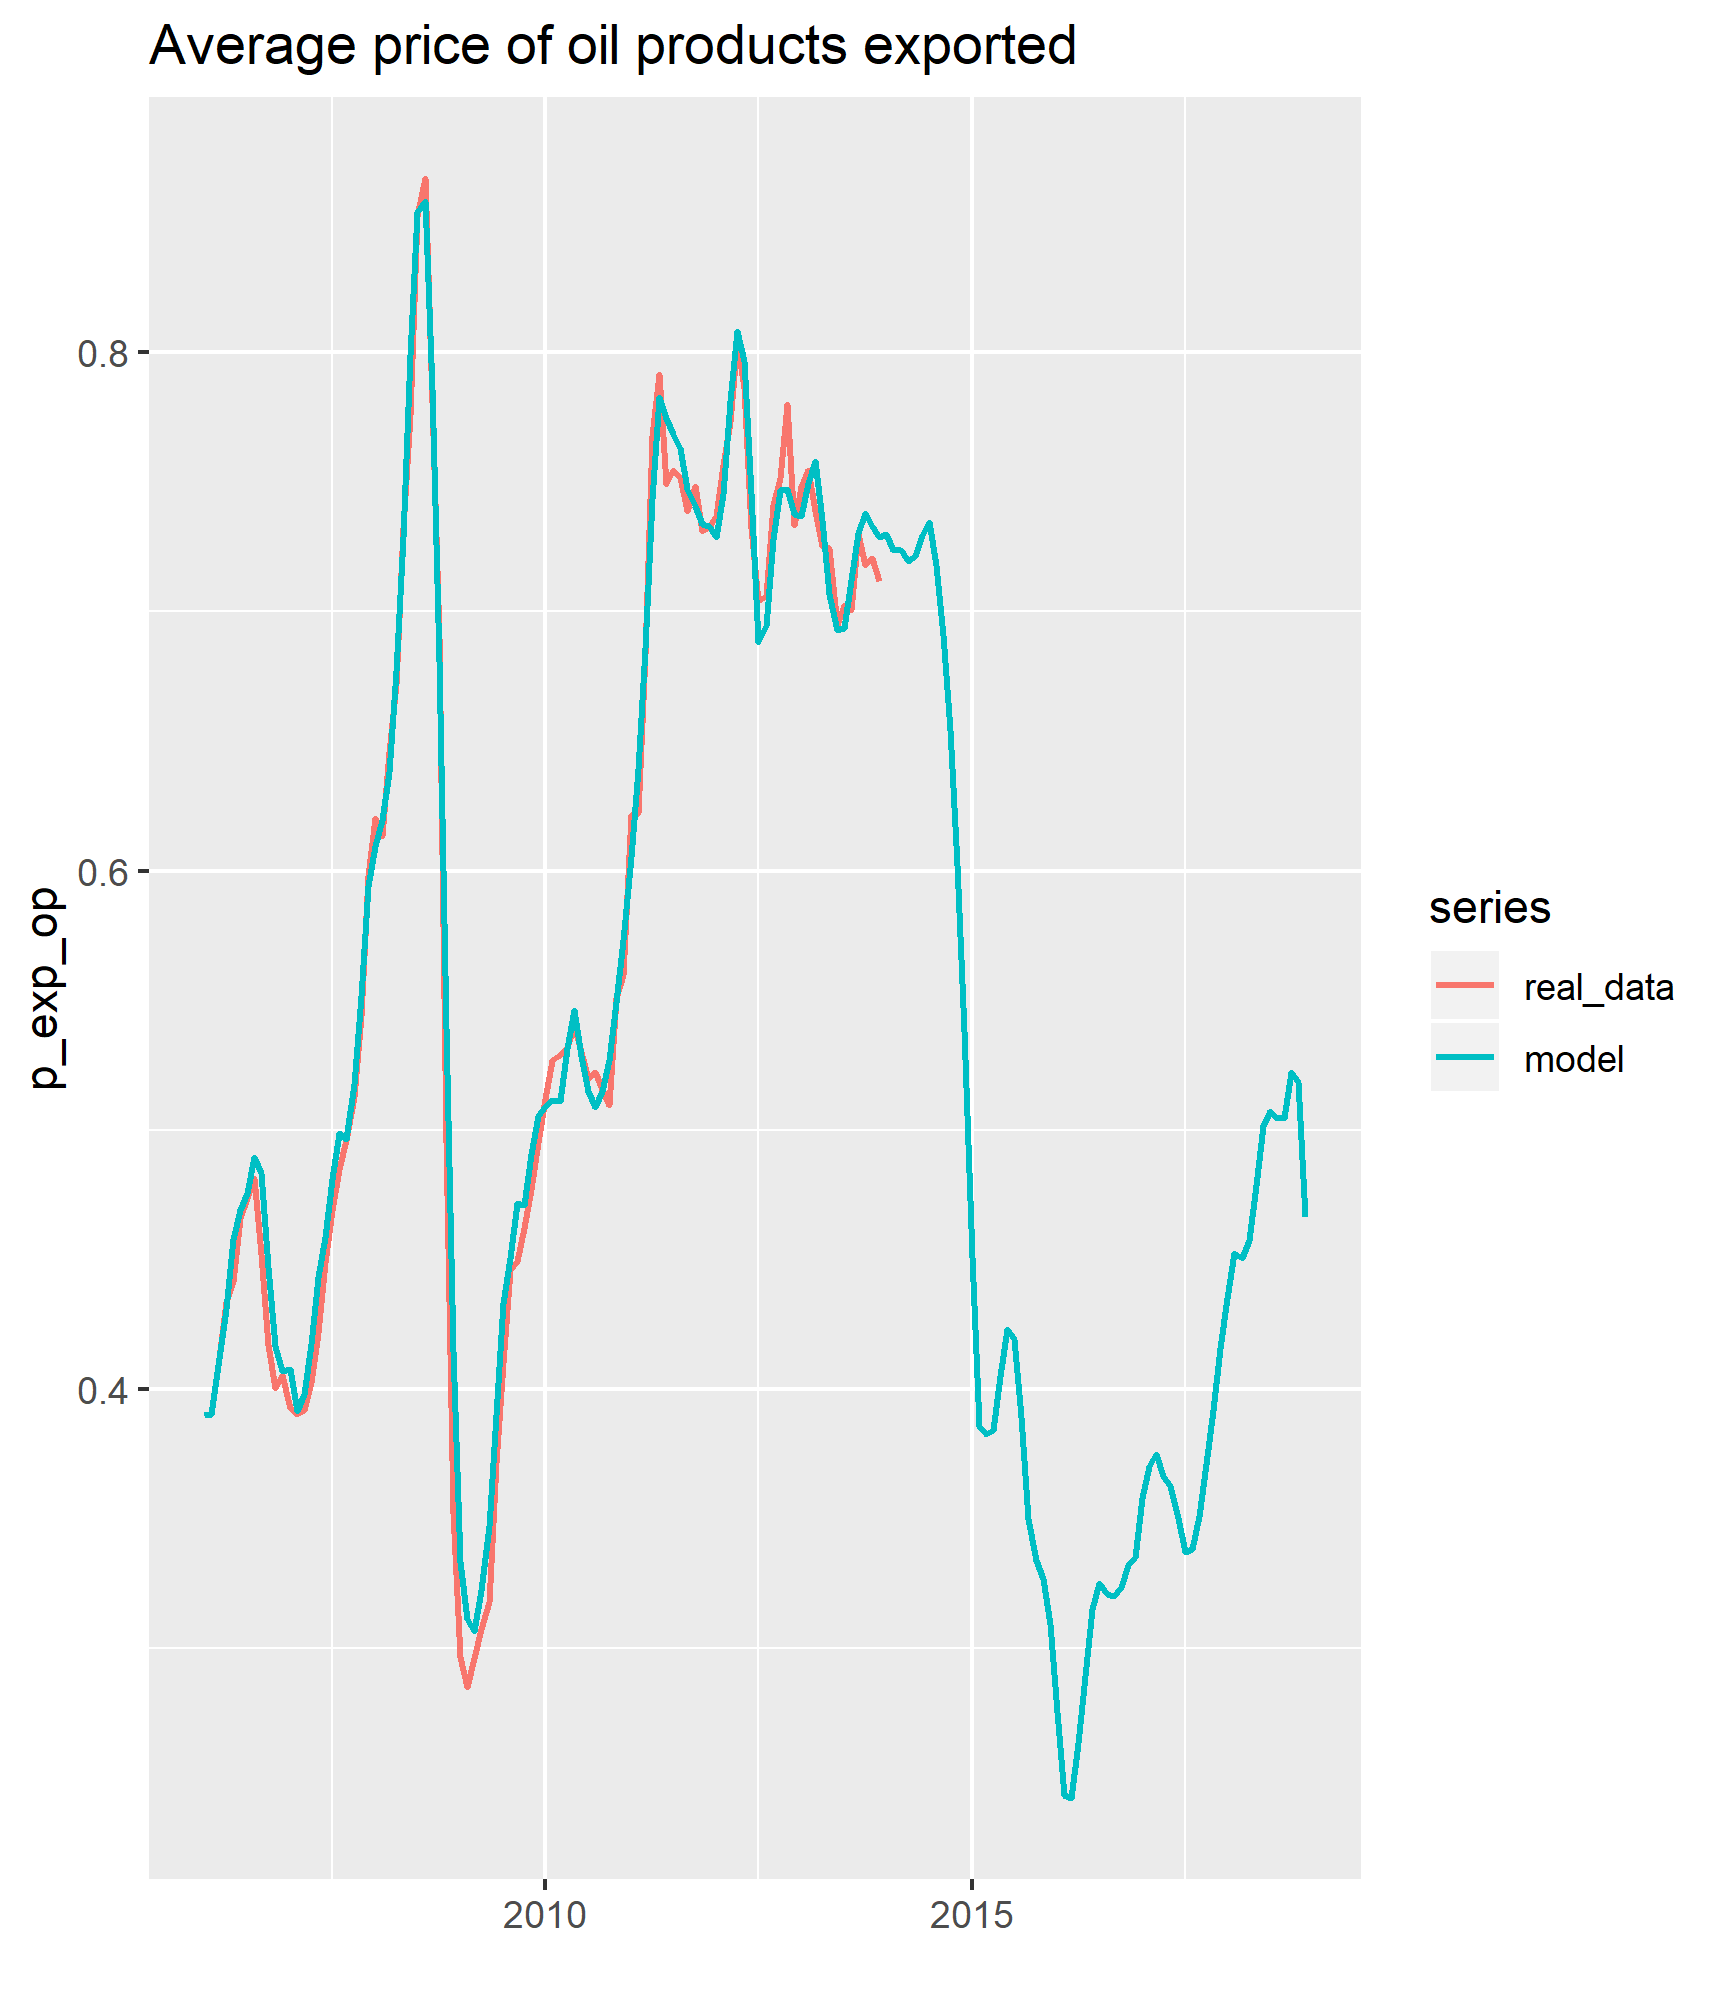 Average price of oil products exported
p_exp_op
0.8
0.6
0.4
2010
2015
series
real_data
model